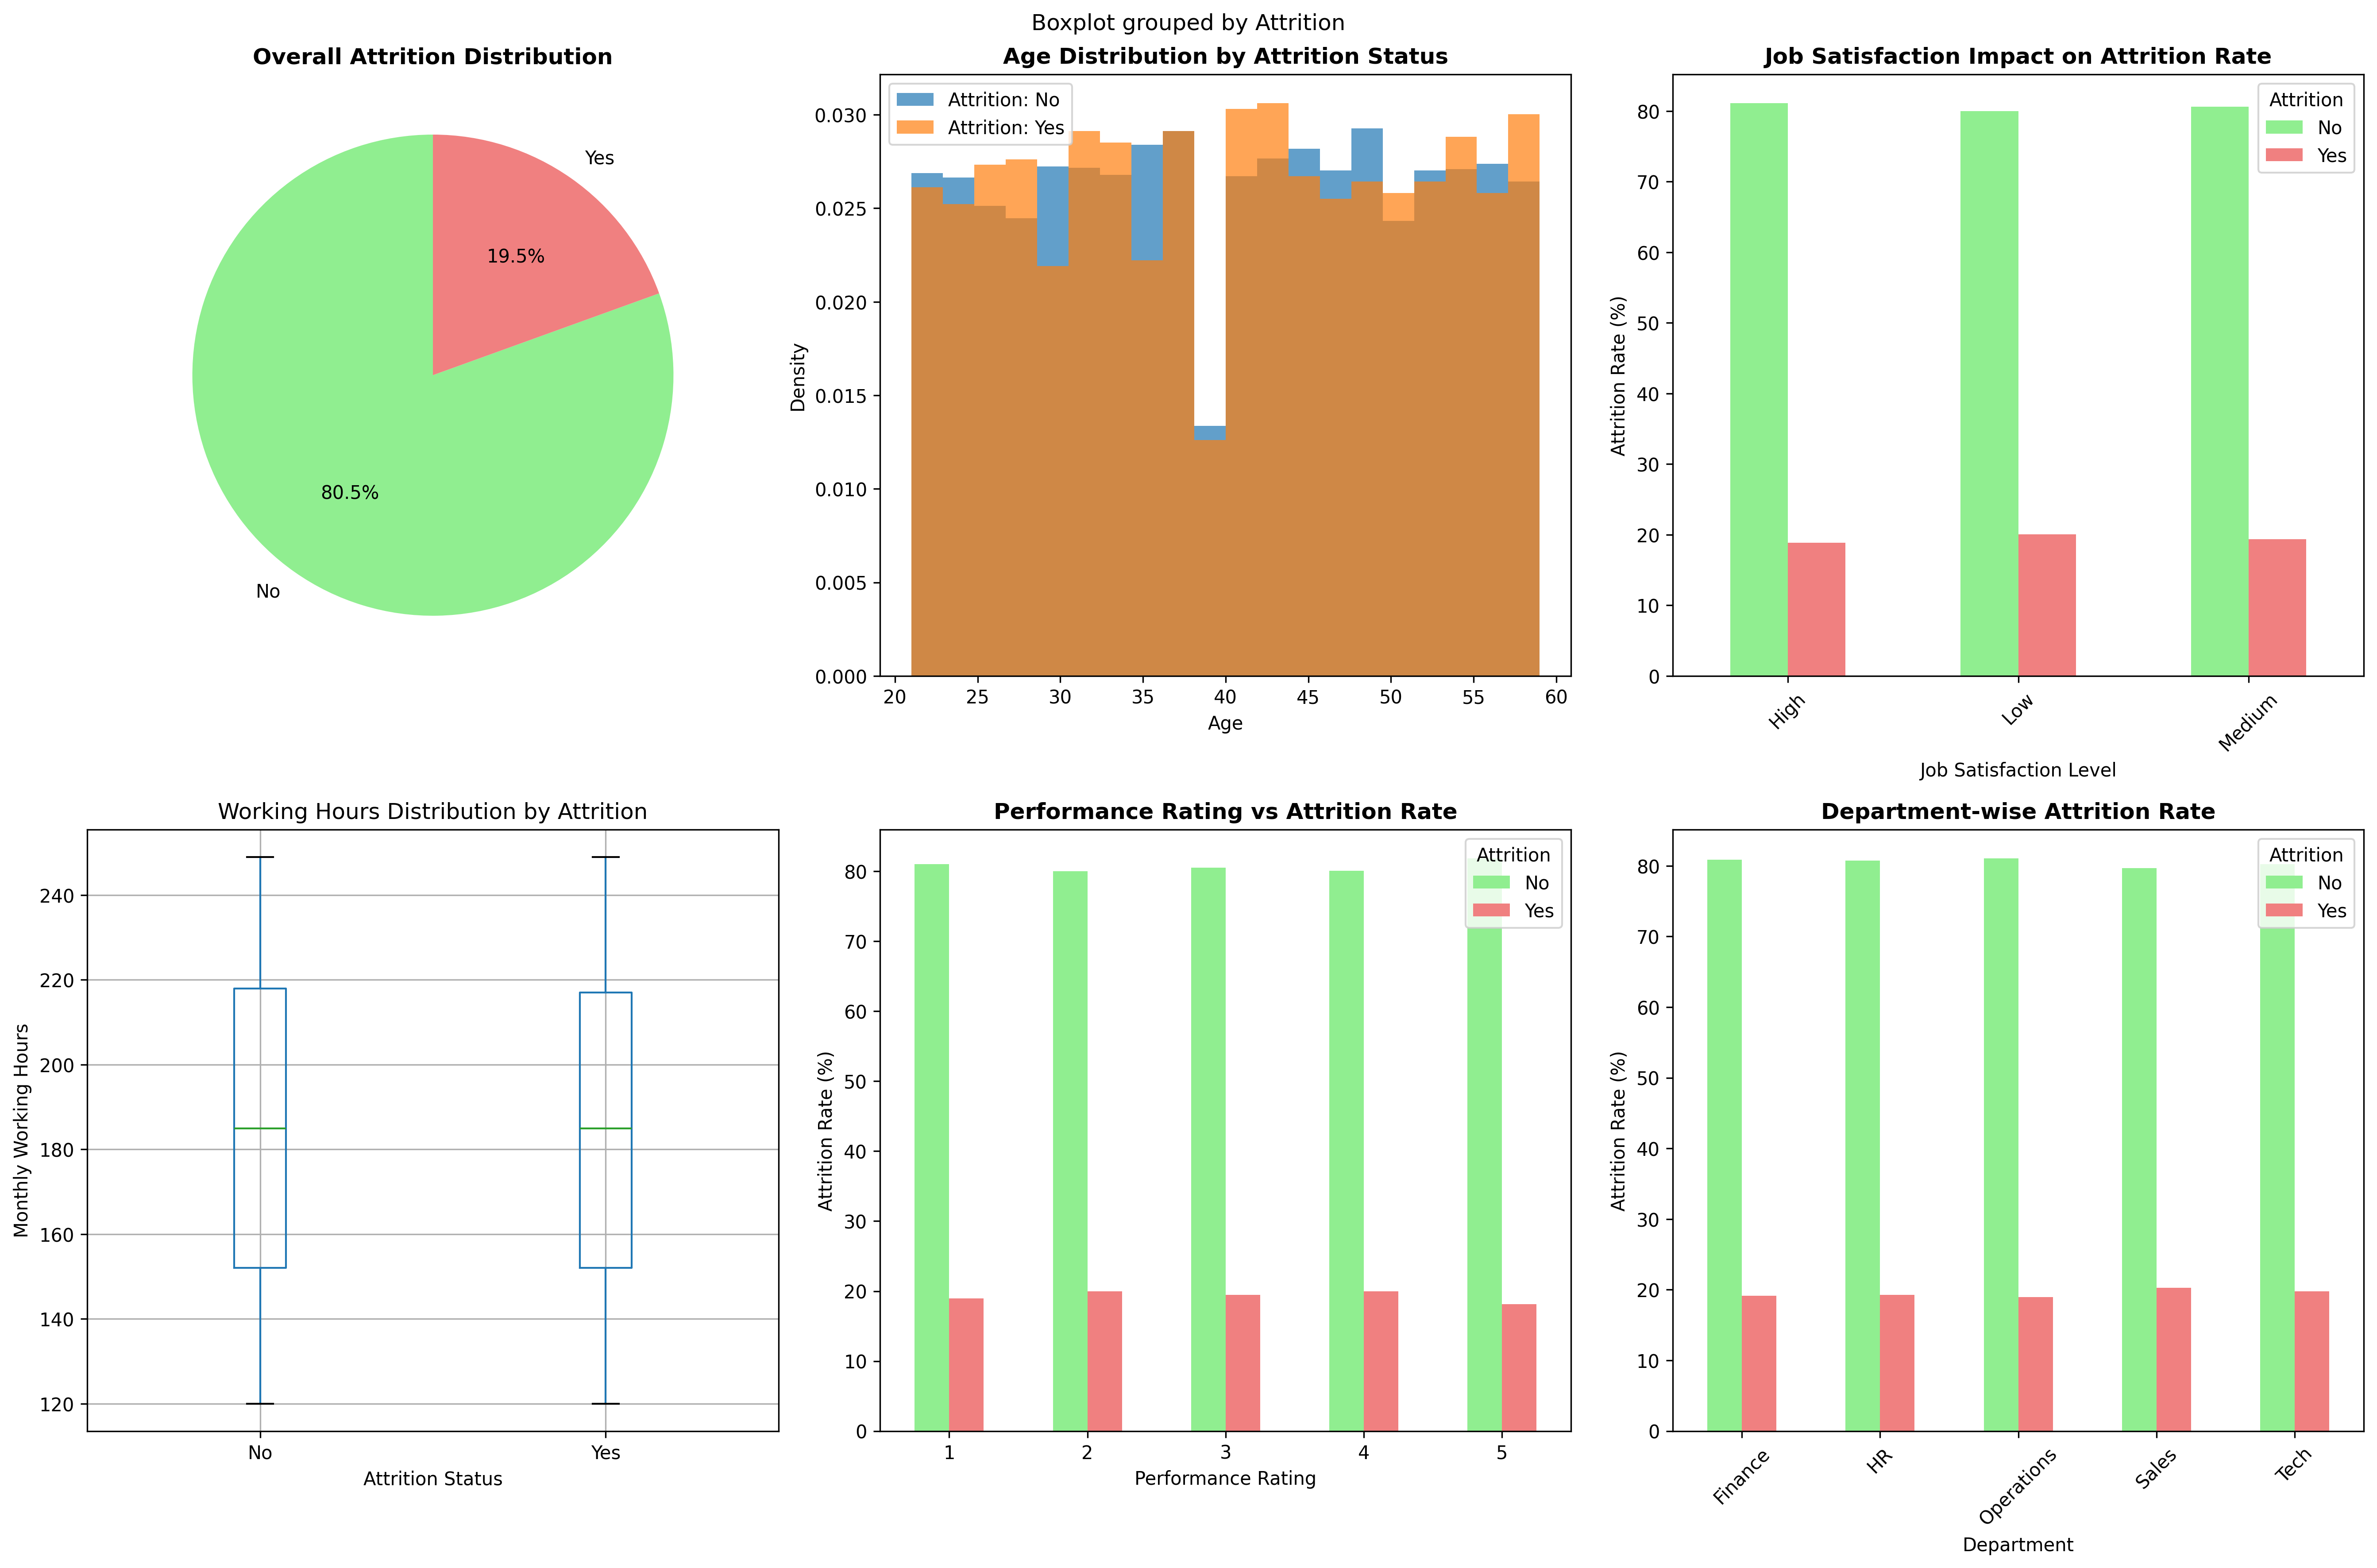 Boxplot grouped by Attrition
Overall Attrition Distribution
Yes
19.5%
80.5%
No
Age Distribution by Attrition Status
Attrition: No
Attrition: Yes
Density
0.030
0.025
0.020
0.015
0.010
0.005
0.000
20 25 30 35 40 45 50 55 60
Age
Job Satisfaction Impact on Attrition Rate
Attrition
No
Yes
Attrition Rate (%)
80
70
60
50
40
30
20
10
0
High Low Medium
Job Satisfaction Level
Working Hours Distribution by Attrition
Monthly Working Hours
240
220
200
180
160
140
120
No Yes
Attrition Status
Performance Rating vs Attrition Rate
Attrition
No
Yes
Attrition Rate (%)
80
70
60
50
40
30
20
10
0
1 2 3 4 5
Performance Rating
Department-wise Attrition Rate
Attrition
No
Yes
Attrition Rate (%)
80
70
60
50
40
30
20
10
0
Finance HR Operations Sales Tech
Department